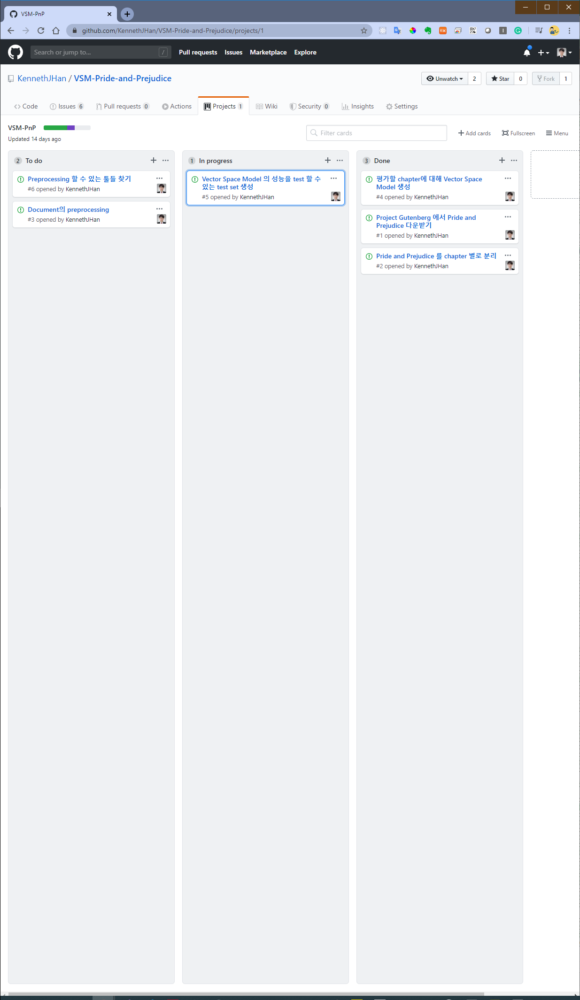 VSM-PnP
github.com/KennethJHan/VSM-Pride-and-Prejudice/projects/1
Search or jump to... / Pull requests Issues Marketplace Explore
KennethJHan / VSM-Pride-and-Prejudice Unwatch 2 Star 0 Fork 1
Code Issues 6 Pull requests 0 Actions Projects 1 Wiki Security 0 Insights Settings
VSM-PnP
Updated 14 days ago
Filter cards Add cards Fullscreen Menu
2 To do
Preprocessing 할 수 있는 툴들 찾기
#6 opened by KennethJHan
Document의 preprocessing
#3 opened by KennethJHan
1 In progress
Vector Space Model 의 성능을 test 할 수
있는 test set 생성
#5 opened by KennethJHan
3 Done
평가할 chapter에 대해 Vector Space
Model 생성
#4 opened by KennethJHan
Project Gutenberg 에서 Pride and
Prejudice 다운받기
#1 opened by KennethJHan
Pride and Prejudice 를 chapter 별로 분리
#2 opened by KennethJHan